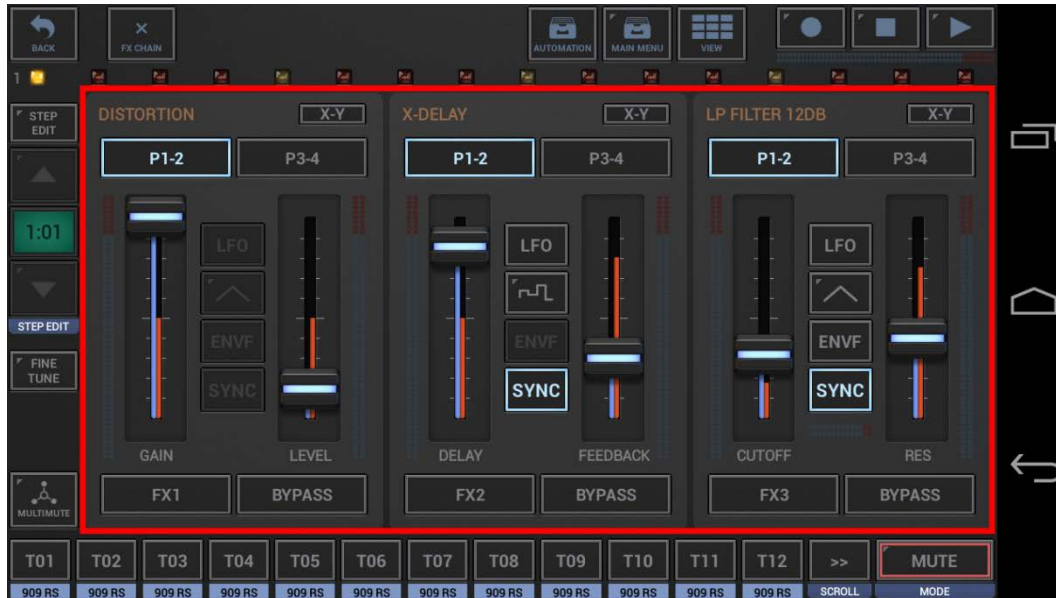 BACK
FX CHAIN
AUTOMATION
MAIN MENU
VIEW
1
STEP
EDIT
1:01
STEP EDIT
FINE
TUNE
MULTIMUTE
DISTORTION X-Y
P1-2 P3-4
LFO
ENVF
SYNC
GAIN LEVEL
FX1 BYPASS
X-DELAY X-Y
P1-2 P3-4
LFO
ENVF
SYNC
DELAY FEEDBACK
FX2 BYPASS
LP FILTER 12DB X-Y
P1-2 P3-4
LFO
ENVF
SYNC
CUTOFF RES
FX3 BYPASS
T01 T02 T03 T04 T05 T06 T07 T08 T09 T10 T11 T12 >> MUTE
909 RS 909 RS 909 RS 909 RS 909 RS 909 RS 909 RS 909 RS 909 RS 909 RS 909 RS 909 RS SCROLL MODE